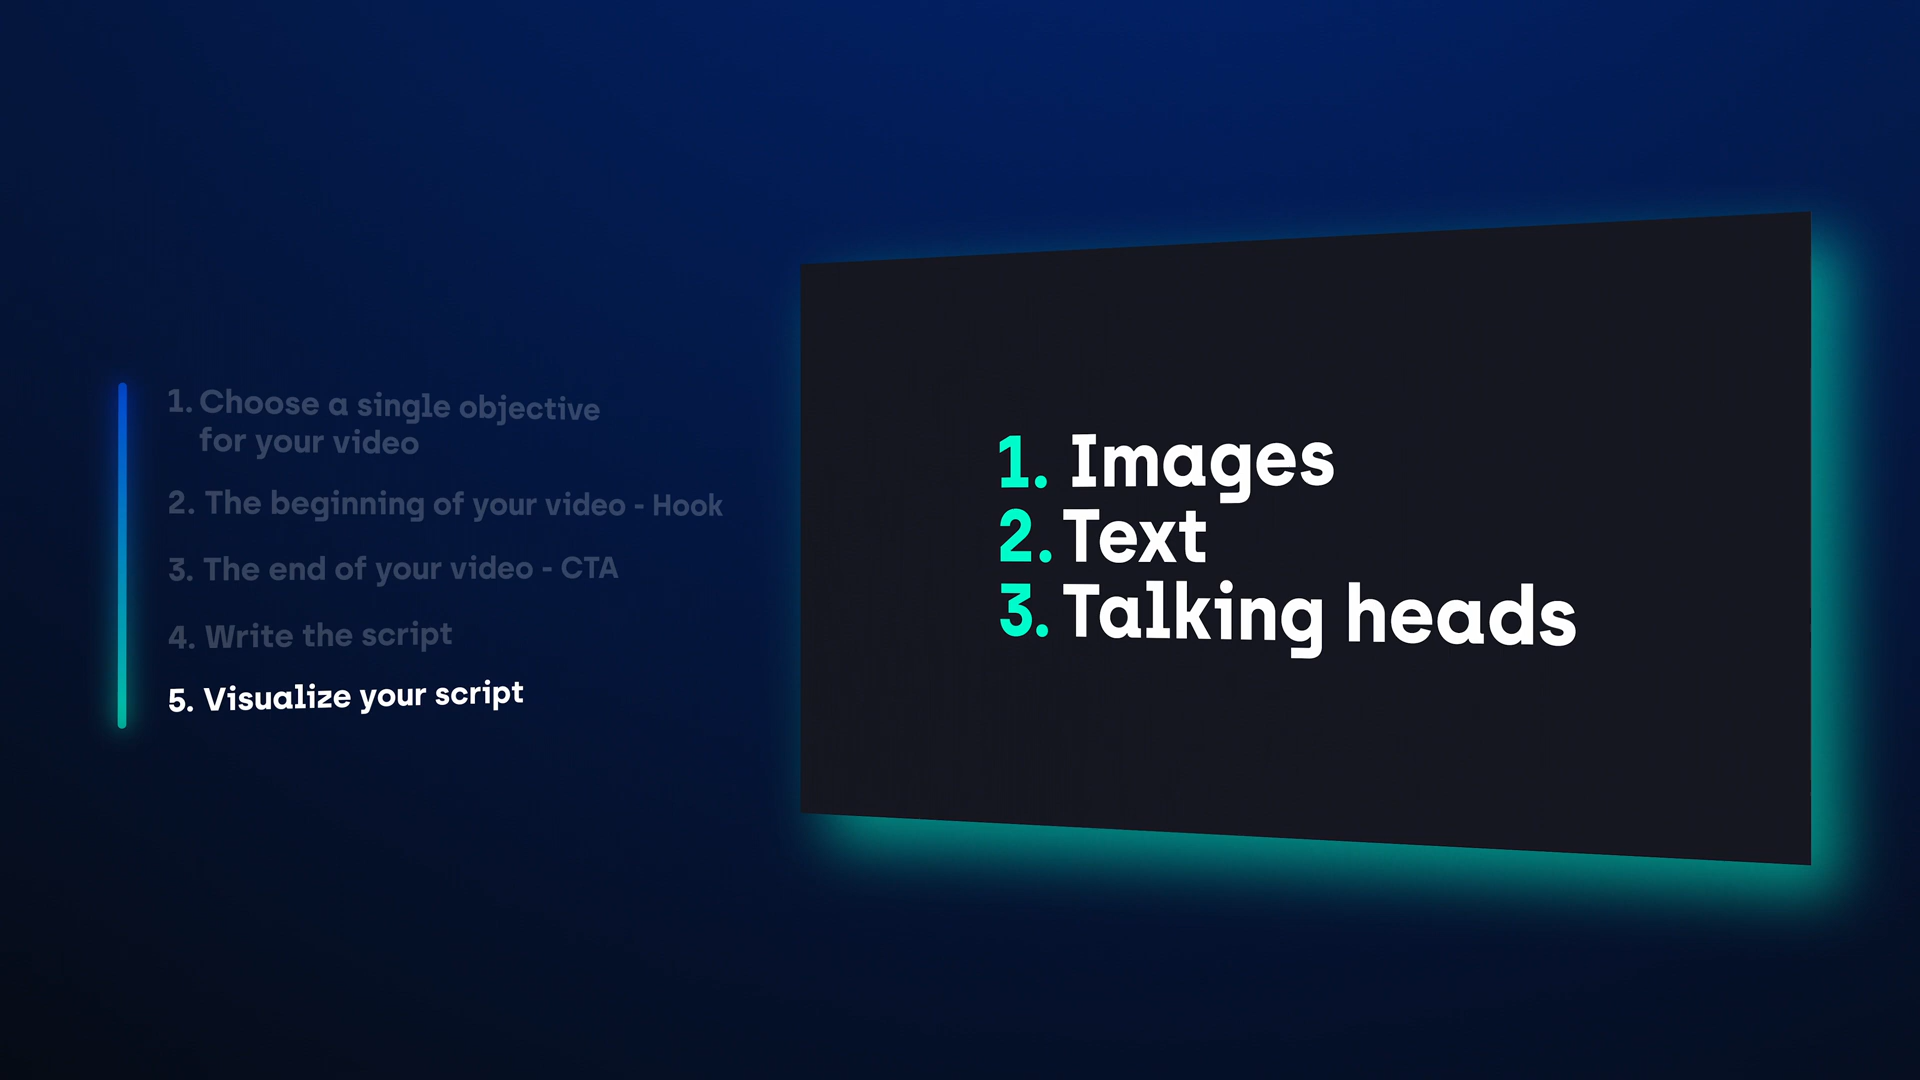 1. Choose a single objective
for your video
2. The beginning of your video - Hook
3. The end of your video - CTA
4. Write the script
5. Visualize your script
1. Images
2. Text
3. Talking heads